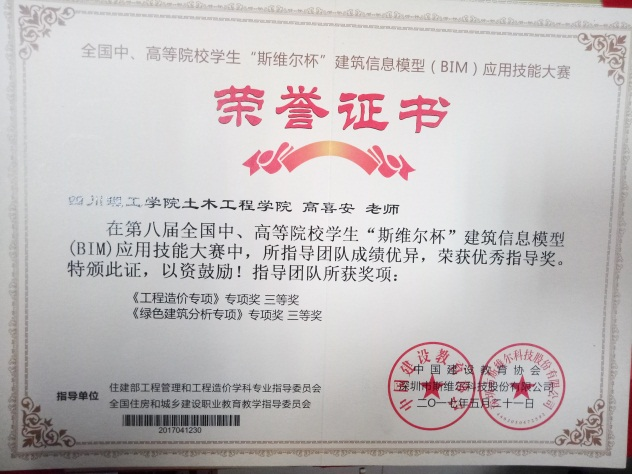 全国中、高等院校学生“斯维尔杯”建筑信息模型（BIM）应用技能大赛
荣誉证书
四川理工学院土木工程学院 高喜安 老师
在第八届全国中、高等院校学生“斯维尔杯”建筑信息模型
(BIM)应用技能大赛中，所指导团队成绩优异，荣获优秀指导奖。
特颁此证，以资鼓励！指导团队所获奖项：
《工程造价专项》专项奖 三等奖
《绿色建筑分析专项》专项奖 三等奖
中国建设教育协会
深圳市斯维尔科技股份有限公司
二〇一七年五月二十一日
指导单位
住建部工程管理和工程造价学科专业指导委员会
全国住房和城乡建设职业教育教学指导委员会
2017041230